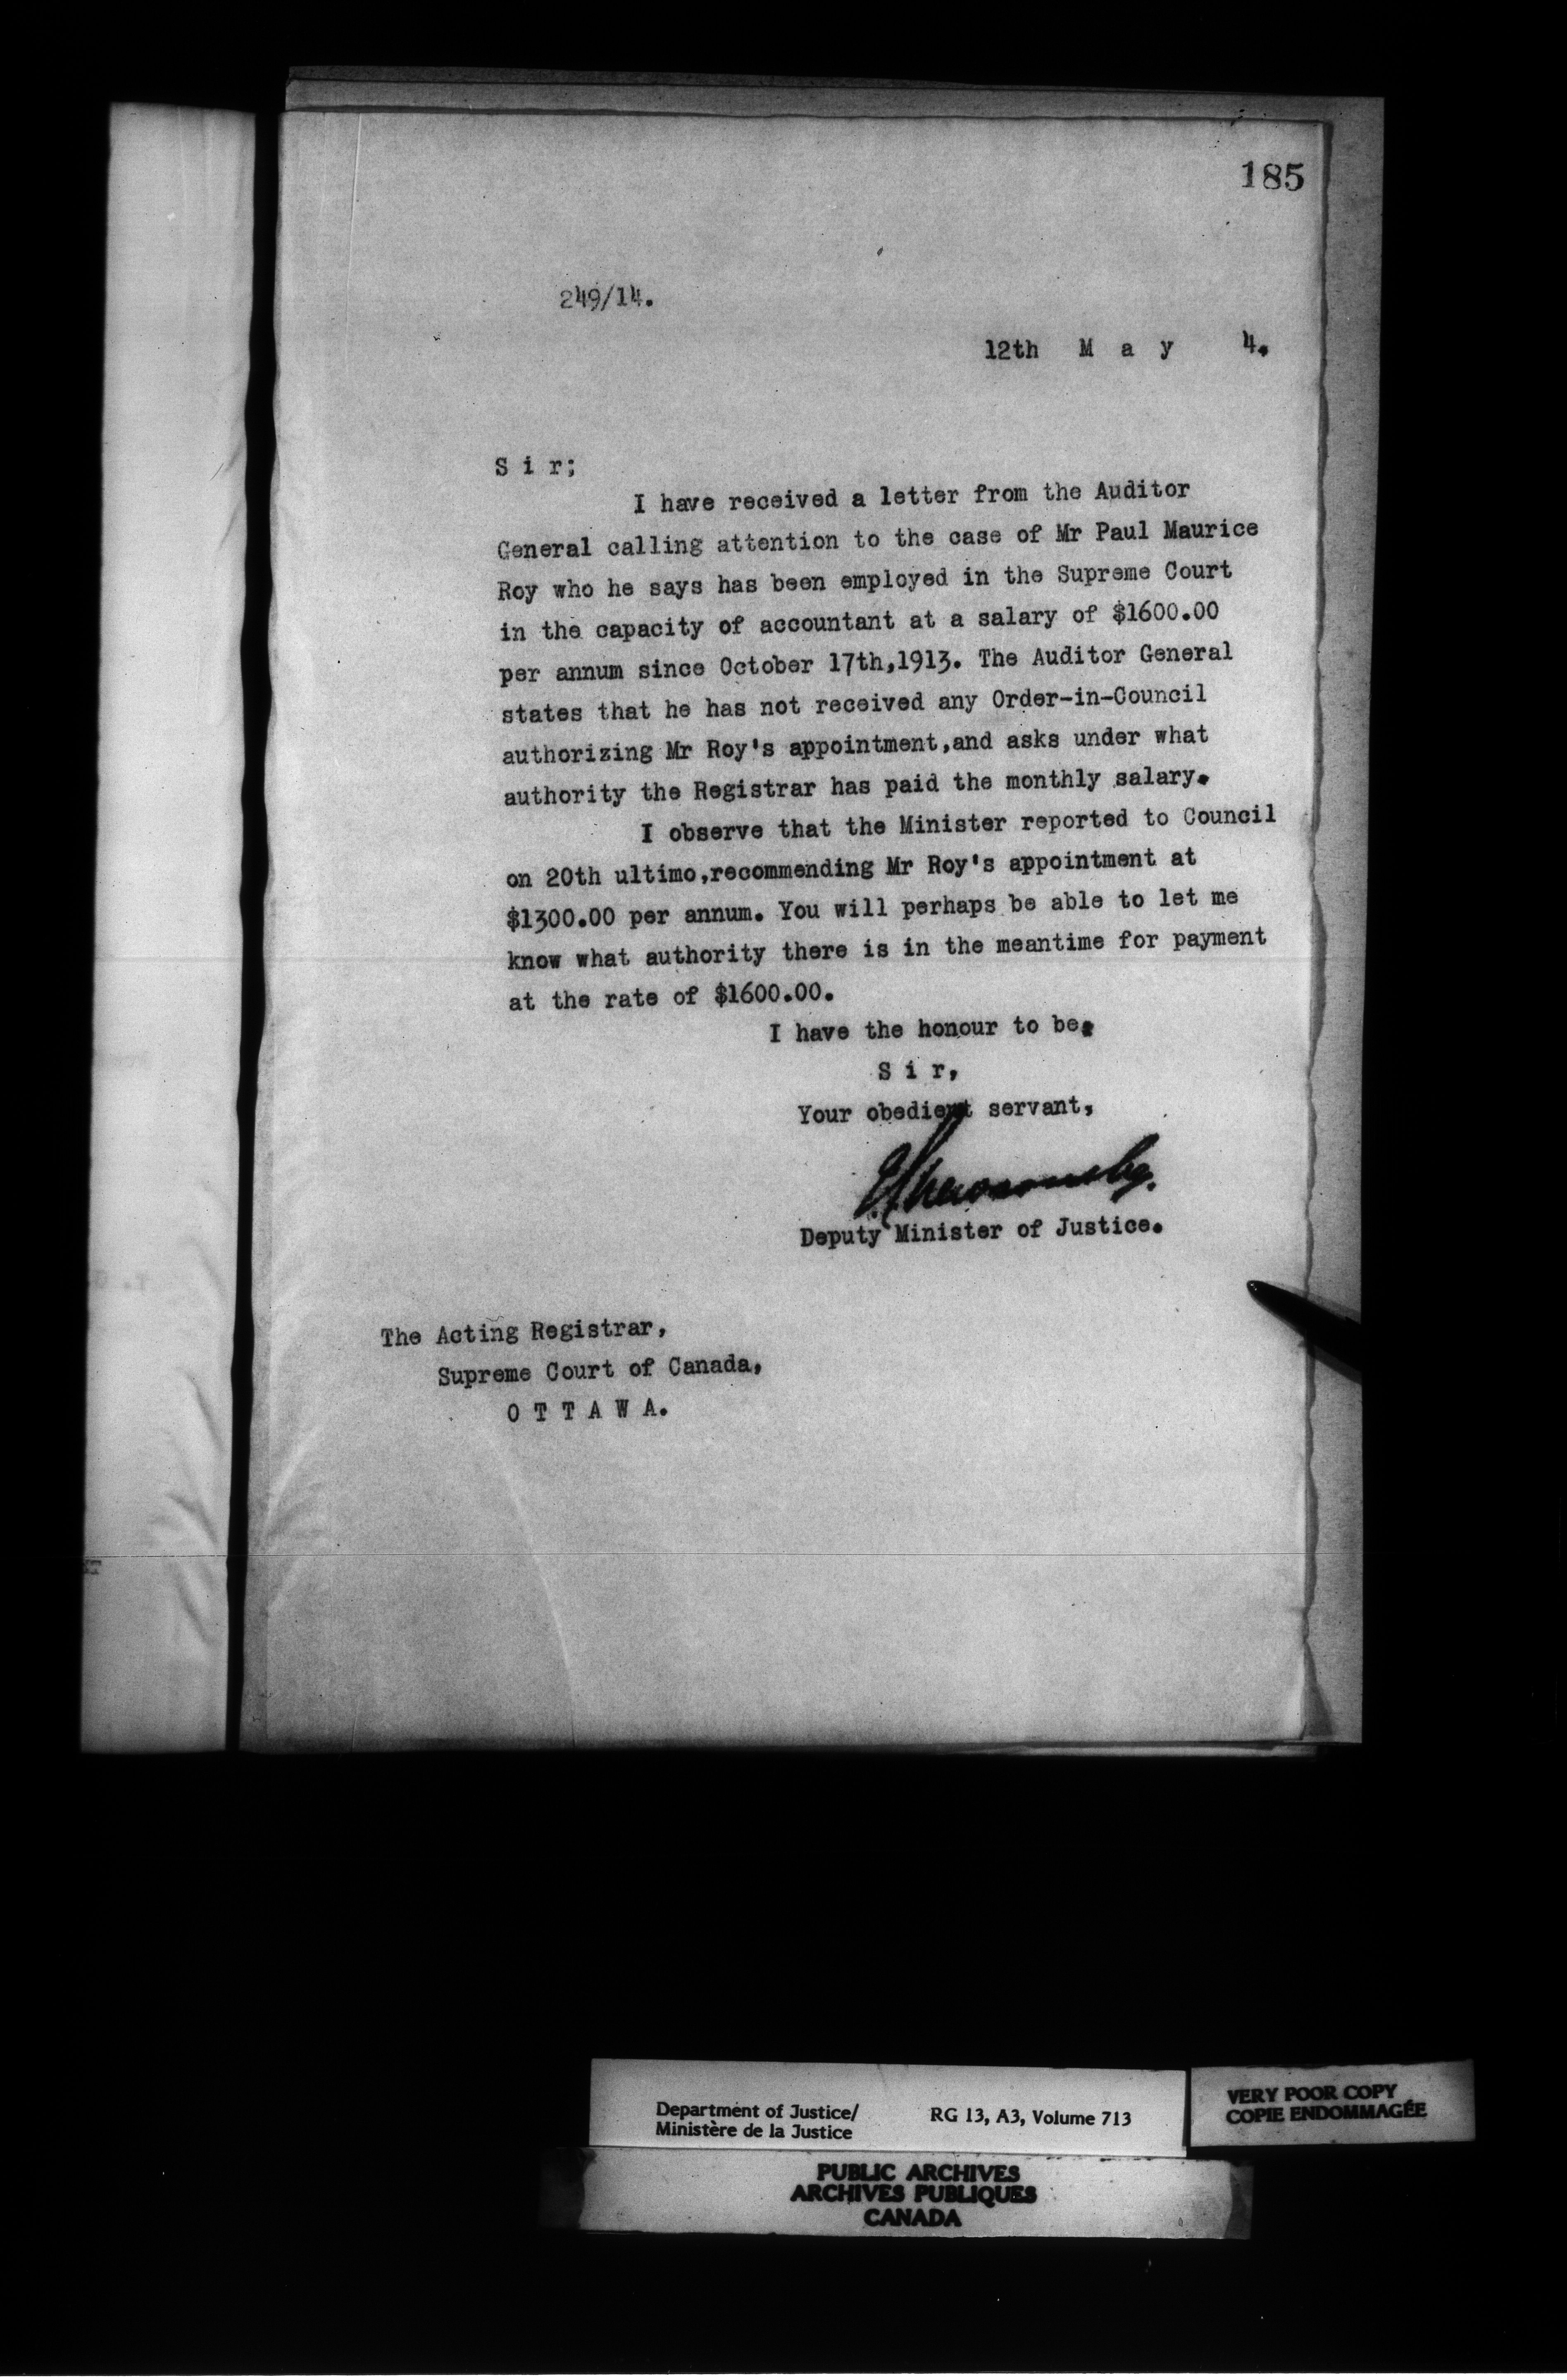 185
249/14.
12th M a y 4.
S i r;
I have received a letter from the Auditor
General calling attention to the case of Mr Paul Maurice
Roy who he says has been employed in the Supreme Court
in the capacity of accountant at a salary of $1600.00
per annum since October 17th,1913. The Auditor General
states that he has not received any Order-in-Council
authorizing Mr Roy's appointment,and asks under what
authority the Registrar has paid the monthly salary.
I observe that the Minister reported to Council
on 20th ultimo,recommending Mr Roy's appointment at
$1300.00 per annum. You will perhaps be able to let me
know what authority there is in the meantime for payment
at the rate of $1600.00.
I have the honour to be,
S i r,
Your obedient servant,
Deputy Minister of Justice.
The Acting Registrar,
Supreme Court of Canada,
O T T A W A.
Department of Justice/
Ministère de la Justice
RG 13, A3, Volume 713
VERY POOR COPY
COPIE ENDOMMAGÉE
PUBLIC ARCHIVES
ARCHIVES PUBLIQUES
CANADA